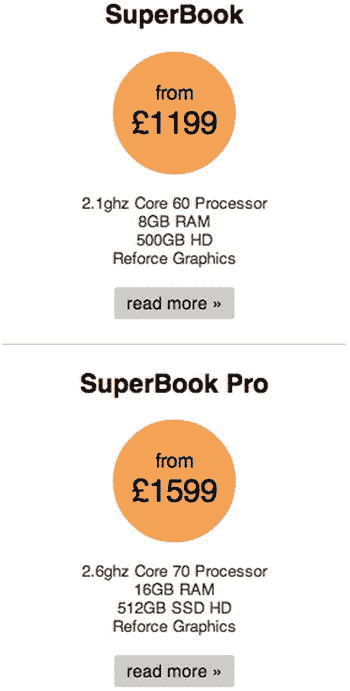 SuperBook
from
£1199
2.1ghz Core 60 Processor
8GB RAM
500GB HD
Reforce Graphics
read more »
SuperBook Pro
from
£1599
2.6ghz Core 70 Processor
16GB RAM
512GB SSD HD
Reforce Graphics
read more »